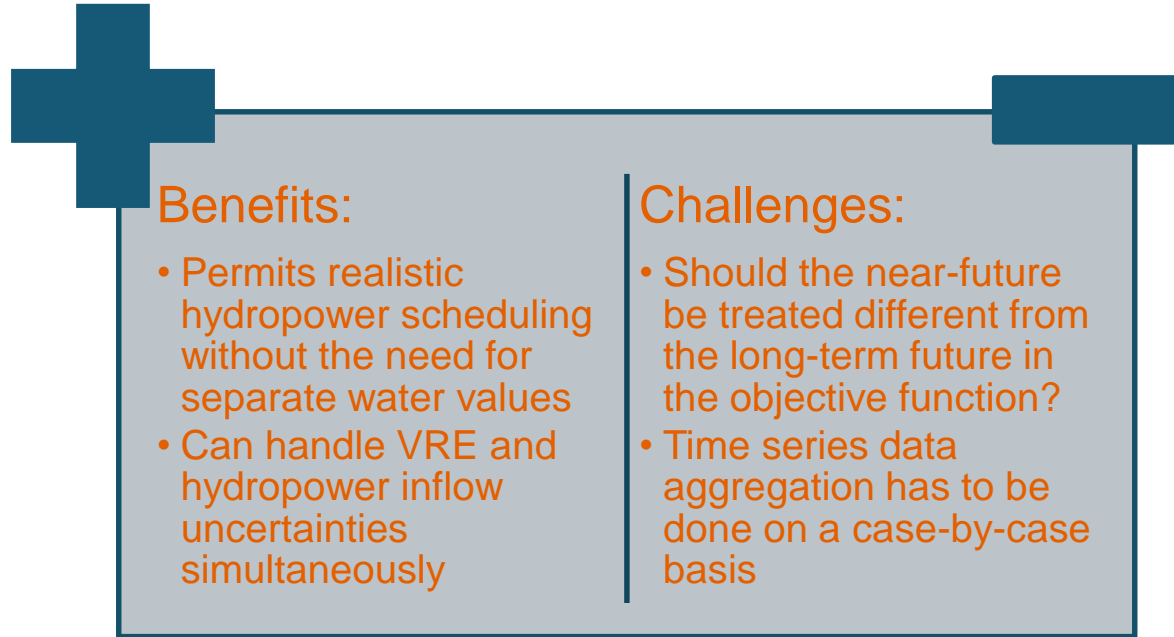 Benefits:
• Permits realistic
hydropower scheduling
without the need for
separate water values
• Can handle VRE and
hydropower inflow
uncertainties
simultaneously
Challenges:
• Should the near-future
be treated different from
the long-term future in
the objective function?
• Time series data
aggregation has to be
done on a case-by-case
basis